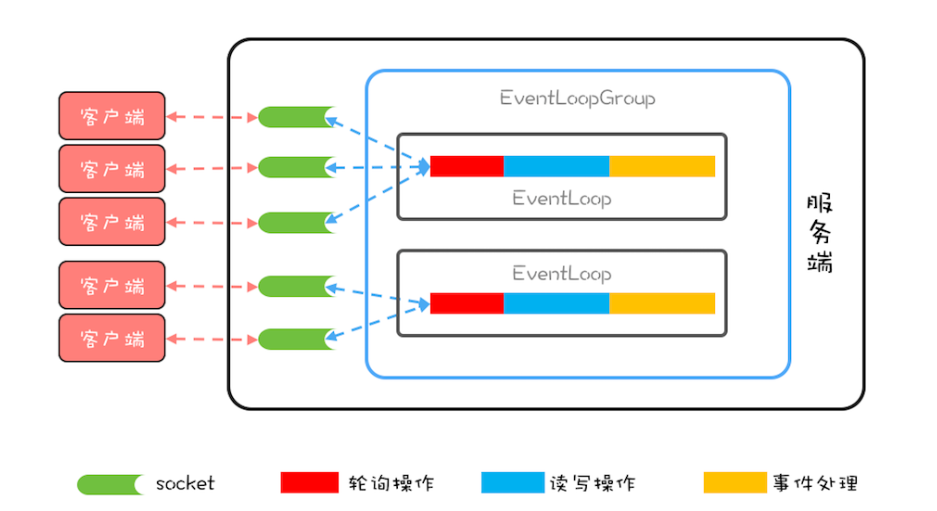 EventLoopGroup
客户端
客户端
EventLoop
客户端
服务端
EventLoop
客户端
客户端
socket
轮询操作
读写操作
事件处理